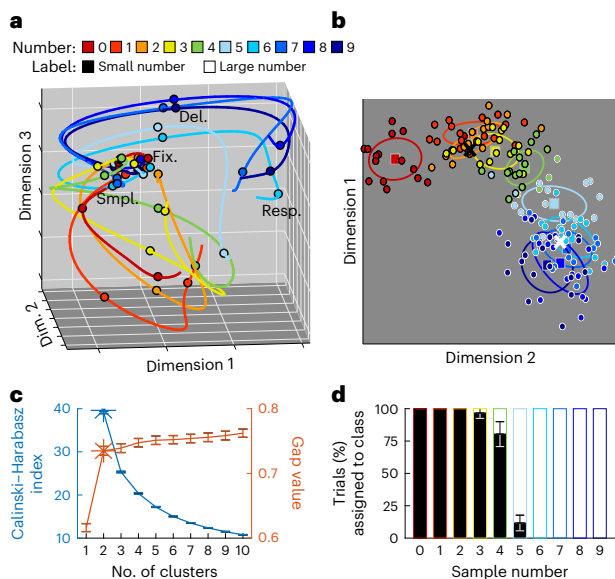 a
b
Number: 0 1 2 3 4 5 6 7 8 9
Label: Small number Large number
Dimension 3
Del.
Fix.
Smpl.
Resp.
Dim. 2
Dimension 1
Dimension 1
Dimension 2
c
d
Calinski–Harabasz
index
40
30
20
10
0.8
0.7
0.6
Gap value
1 2 3 4 5 6 7 8 9 10
No. of clusters
Trials (%)
assigned to class
100
75
50
25
0
0 1 2 3 4 5 6 7 8 9
Sample number